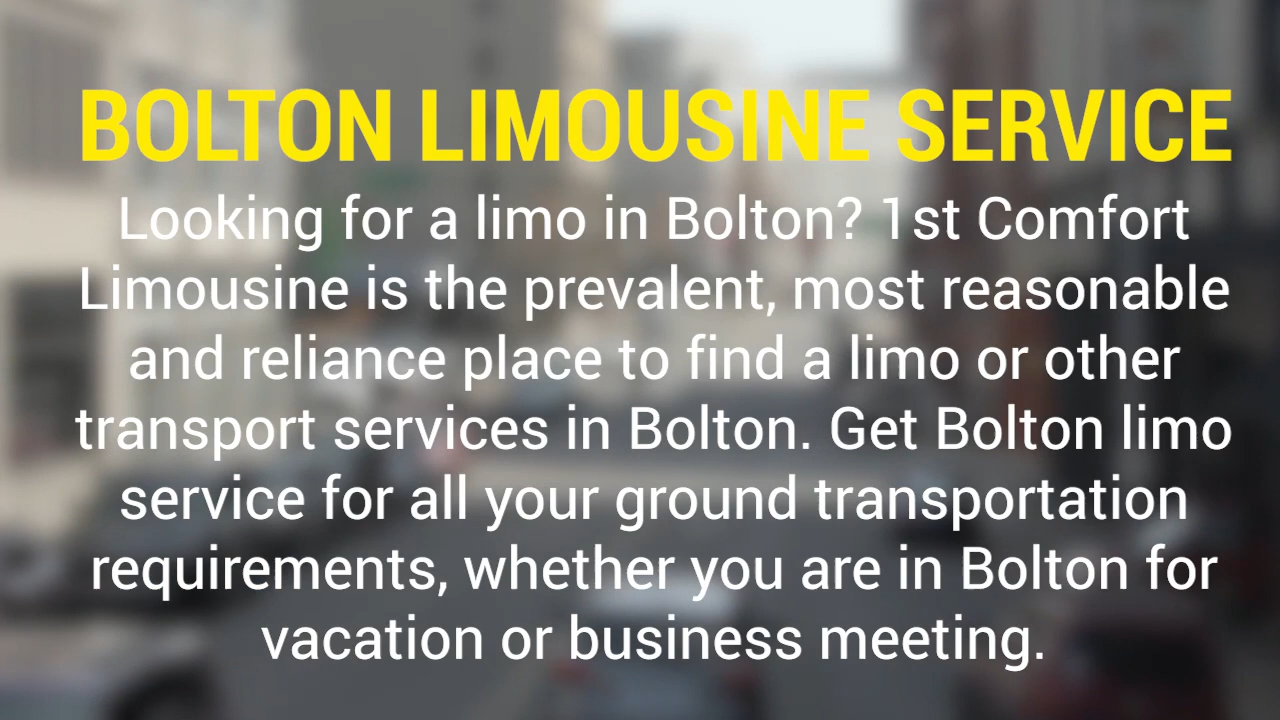 BOLTON LIMOUSINE SERVICE
Looking for a limo in Bolton? 1st Comfort
Limousine is the prevalent, most reasonable
and reliance place to find a limo or other
transport services in Bolton. Get Bolton limo
service for all your ground transportation
requirements, whether you are in Bolton for
vacation or business meeting.